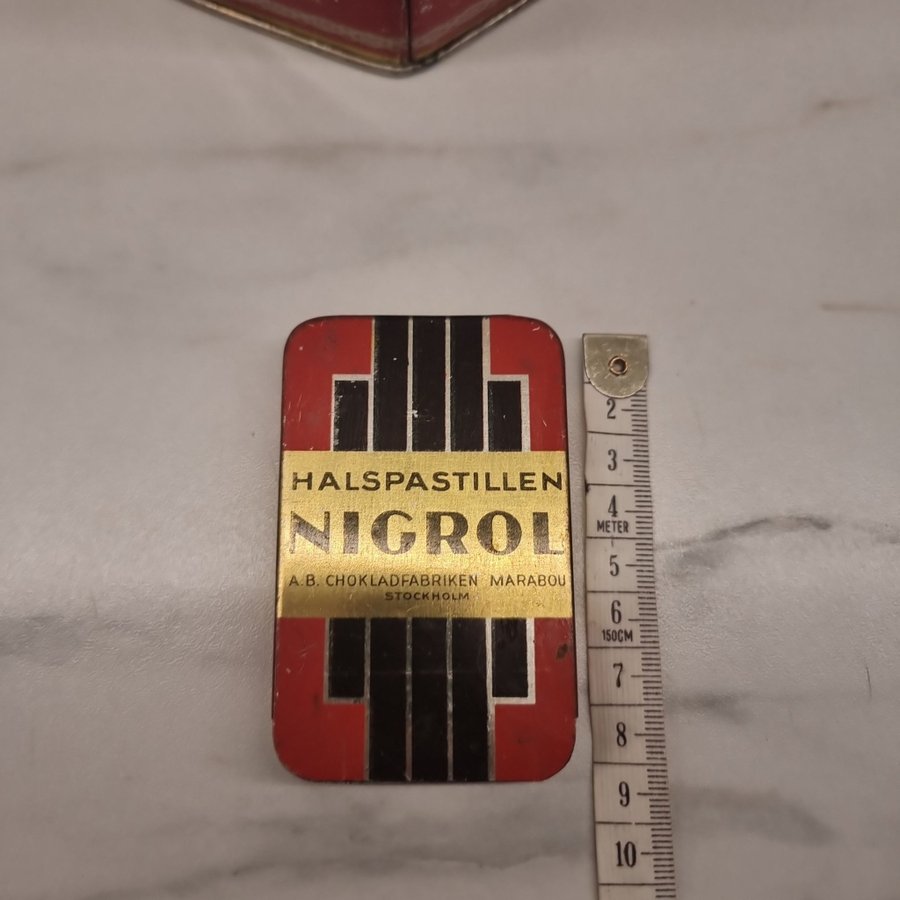 HALSPASTILLEN
NIGROL
A.B. CHOKLADFABRIKEN MARABOU
STOCKHOLM
2
3
4
METER
5
6
150CM
7
8
9
10